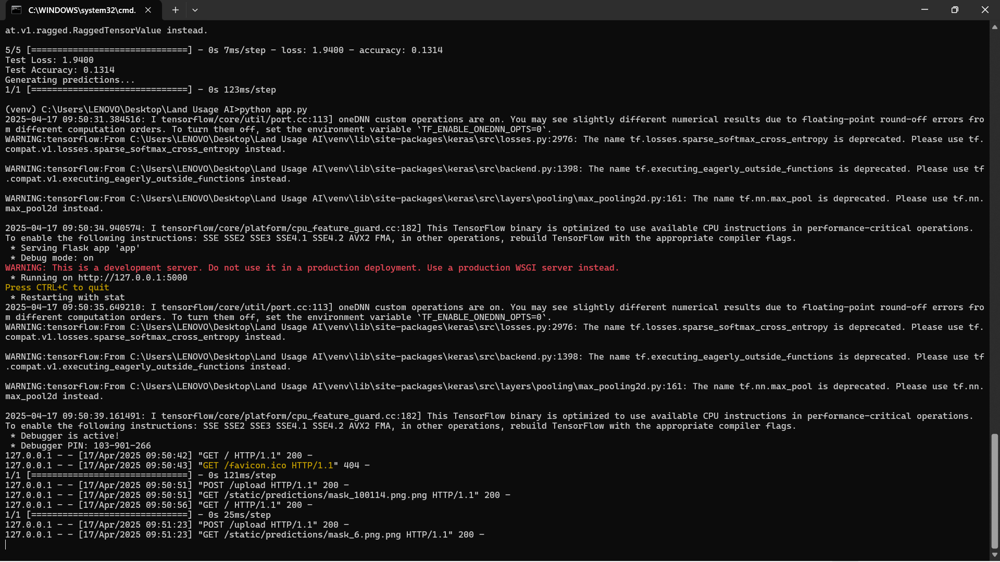 C:\WINDOWS\system32\cmd.
at.v1.ragged.RaggedTensorValue instead.
5/5 [==============================] - 0s 7ms/step - loss: 1.9400 - accuracy: 0.1314
Test Loss: 1.9400
Test Accuracy: 0.1314
Generating predictions...
1/1 [==============================] - 0s 123ms/step
(venv) C:\Users\LENOVO\Desktop\Land Usage AI>python app.py
2025-04-17 09:50:31.384516: I tensorflow/core/util/port.cc:113] oneDNN custom operations are on. You may see slightly different numerical results due to floating-point round-off errors fro
m different computation orders. To turn them off, set the environment variable `TF_ENABLE_ONEDNN_OPTS=0`.
WARNING:tensorflow:From C:\Users\LENOVO\Desktop\Land Usage AI\venv\lib\site-packages\keras\src\losses.py:2976: The name tf.losses.sparse_softmax_cross_entropy is deprecated. Please use tf.
compat.v1.losses.sparse_softmax_cross_entropy instead.
WARNING:tensorflow:From C:\Users\LENOVO\Desktop\Land Usage AI\venv\lib\site-packages\keras\src\backend.py:1398: The name tf.executing_eagerly_outside_functions is deprecated. Please use tf
.compat.v1.executing_eagerly_outside_functions instead.
WARNING:tensorflow:From C:\Users\LENOVO\Desktop\Land Usage AI\venv\lib\site-packages\keras\src\layers\pooling\max_pooling2d.py:161: The name tf.nn.max_pool is deprecated. Please use tf.nn.
max_pool2d instead.
2025-04-17 09:50:34.940574: I tensorflow/core/platform/cpu_feature_guard.cc:182] This TensorFlow binary is optimized to use available CPU instructions in performance-critical operations.
To enable the following instructions: SSE SSE2 SSE3 SSE4.1 SSE4.2 AVX2 FMA, in other operations, rebuild TensorFlow with the appropriate compiler flags.
 * Serving Flask app 'app'
 * Debug mode: on
WARNING: This is a development server. Do not use it in a production deployment. Use a production WSGI server instead.
 * Running on http://127.0.0.1:5000
Press CTRL+C to quit
 * Restarting with stat
2025-04-17 09:50:35.649210: I tensorflow/core/util/port.cc:113] oneDNN custom operations are on. You may see slightly different numerical results due to floating-point round-off errors fro
m different computation orders. To turn them off, set the environment variable `TF_ENABLE_ONEDNN_OPTS=0`.
WARNING:tensorflow:From C:\Users\LENOVO\Desktop\Land Usage AI\venv\lib\site-packages\keras\src\losses.py:2976: The name tf.losses.sparse_softmax_cross_entropy is deprecated. Please use tf.
compat.v1.losses.sparse_softmax_cross_entropy instead.
WARNING:tensorflow:From C:\Users\LENOVO\Desktop\Land Usage AI\venv\lib\site-packages\keras\src\backend.py:1398: The name tf.executing_eagerly_outside_functions is deprecated. Please use tf
.compat.v1.executing_eagerly_outside_functions instead.
WARNING:tensorflow:From C:\Users\LENOVO\Desktop\Land Usage AI\venv\lib\site-packages\keras\src\layers\pooling\max_pooling2d.py:161: The name tf.nn.max_pool is deprecated. Please use tf.nn.
max_pool2d instead.
2025-04-17 09:50:39.161491: I tensorflow/core/platform/cpu_feature_guard.cc:182] This TensorFlow binary is optimized to use available CPU instructions in performance-critical operations.
To enable the following instructions: SSE SSE2 SSE3 SSE4.1 SSE4.2 AVX2 FMA, in other operations, rebuild TensorFlow with the appropriate compiler flags.
 * Debugger is active!
 * Debugger PIN: 103-901-266
127.0.0.1 - - [17/Apr/2025 09:50:42] "GET / HTTP/1.1" 200 -
127.0.0.1 - - [17/Apr/2025 09:50:43] "GET /favicon.ico HTTP/1.1" 404 -
1/1 [==============================] - 0s 121ms/step
127.0.0.1 - - [17/Apr/2025 09:50:51] "POST /upload HTTP/1.1" 200 -
127.0.0.1 - - [17/Apr/2025 09:50:51] "GET /static/predictions/mask_100114.png.png HTTP/1.1" 200 -
127.0.0.1 - - [17/Apr/2025 09:50:56] "GET / HTTP/1.1" 200 -
1/1 [==============================] - 0s 25ms/step
127.0.0.1 - - [17/Apr/2025 09:51:23] "POST /upload HTTP/1.1" 200 -
127.0.0.1 - - [17/Apr/2025 09:51:23] "GET /static/predictions/mask_6.png.png HTTP/1.1" 200 -